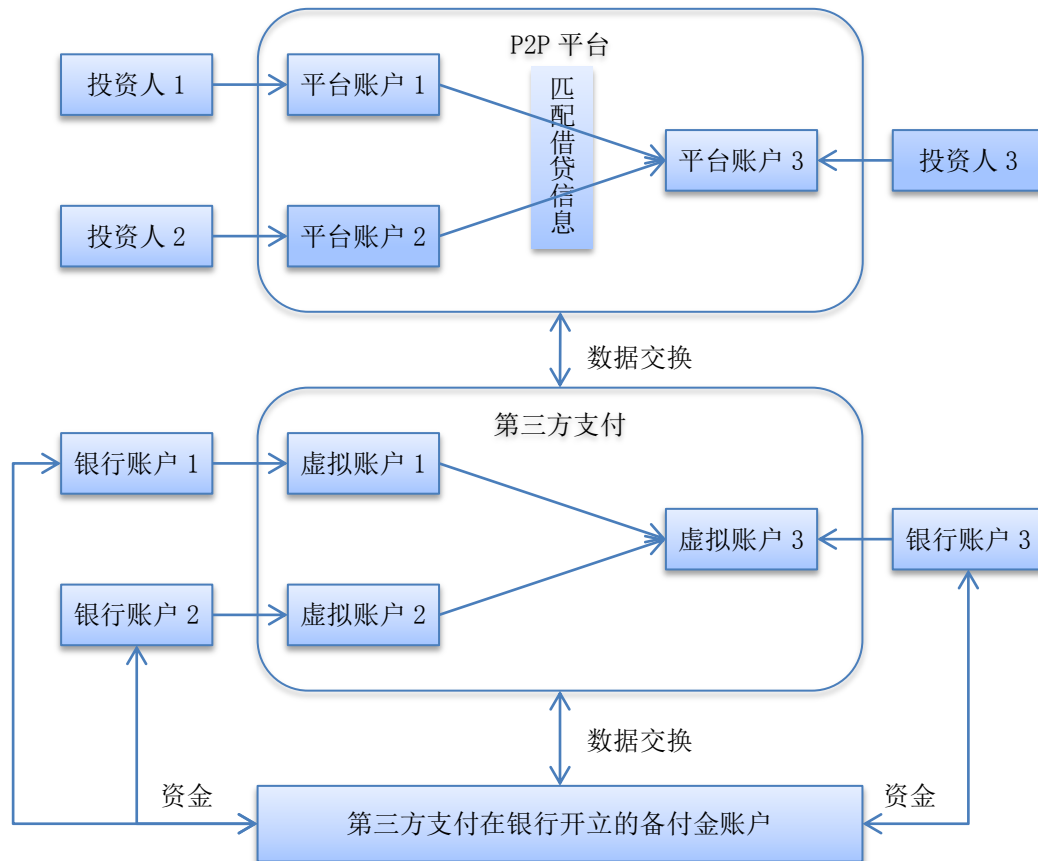 P2P 平台
投资人 1
平台账户 1
匹配借贷信息
平台账户 3
投资人 3
投资人 2
平台账户 2
数据交换
第三方支付
银行账户 1
虚拟账户 1
虚拟账户 3
银行账户 3
银行账户 2
虚拟账户 2
数据交换
资金
资金
第三方支付在银行开立的备付金账户